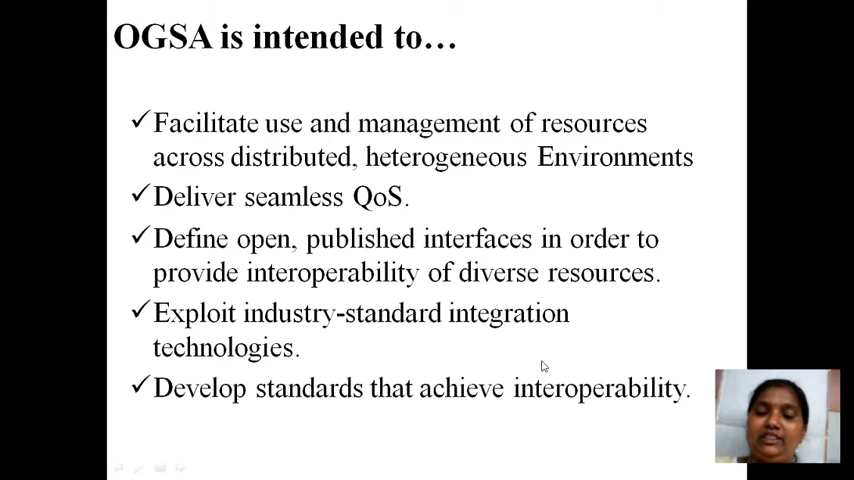 OGSA is intended to…
✓Facilitate use and management of resources
across distributed, heterogeneous Environments
✓Deliver seamless QoS.
✓Define open, published interfaces in order to
provide interoperability of diverse resources.
✓Exploit industry-standard integration
technologies.
✓Develop standards that achieve interoperability.